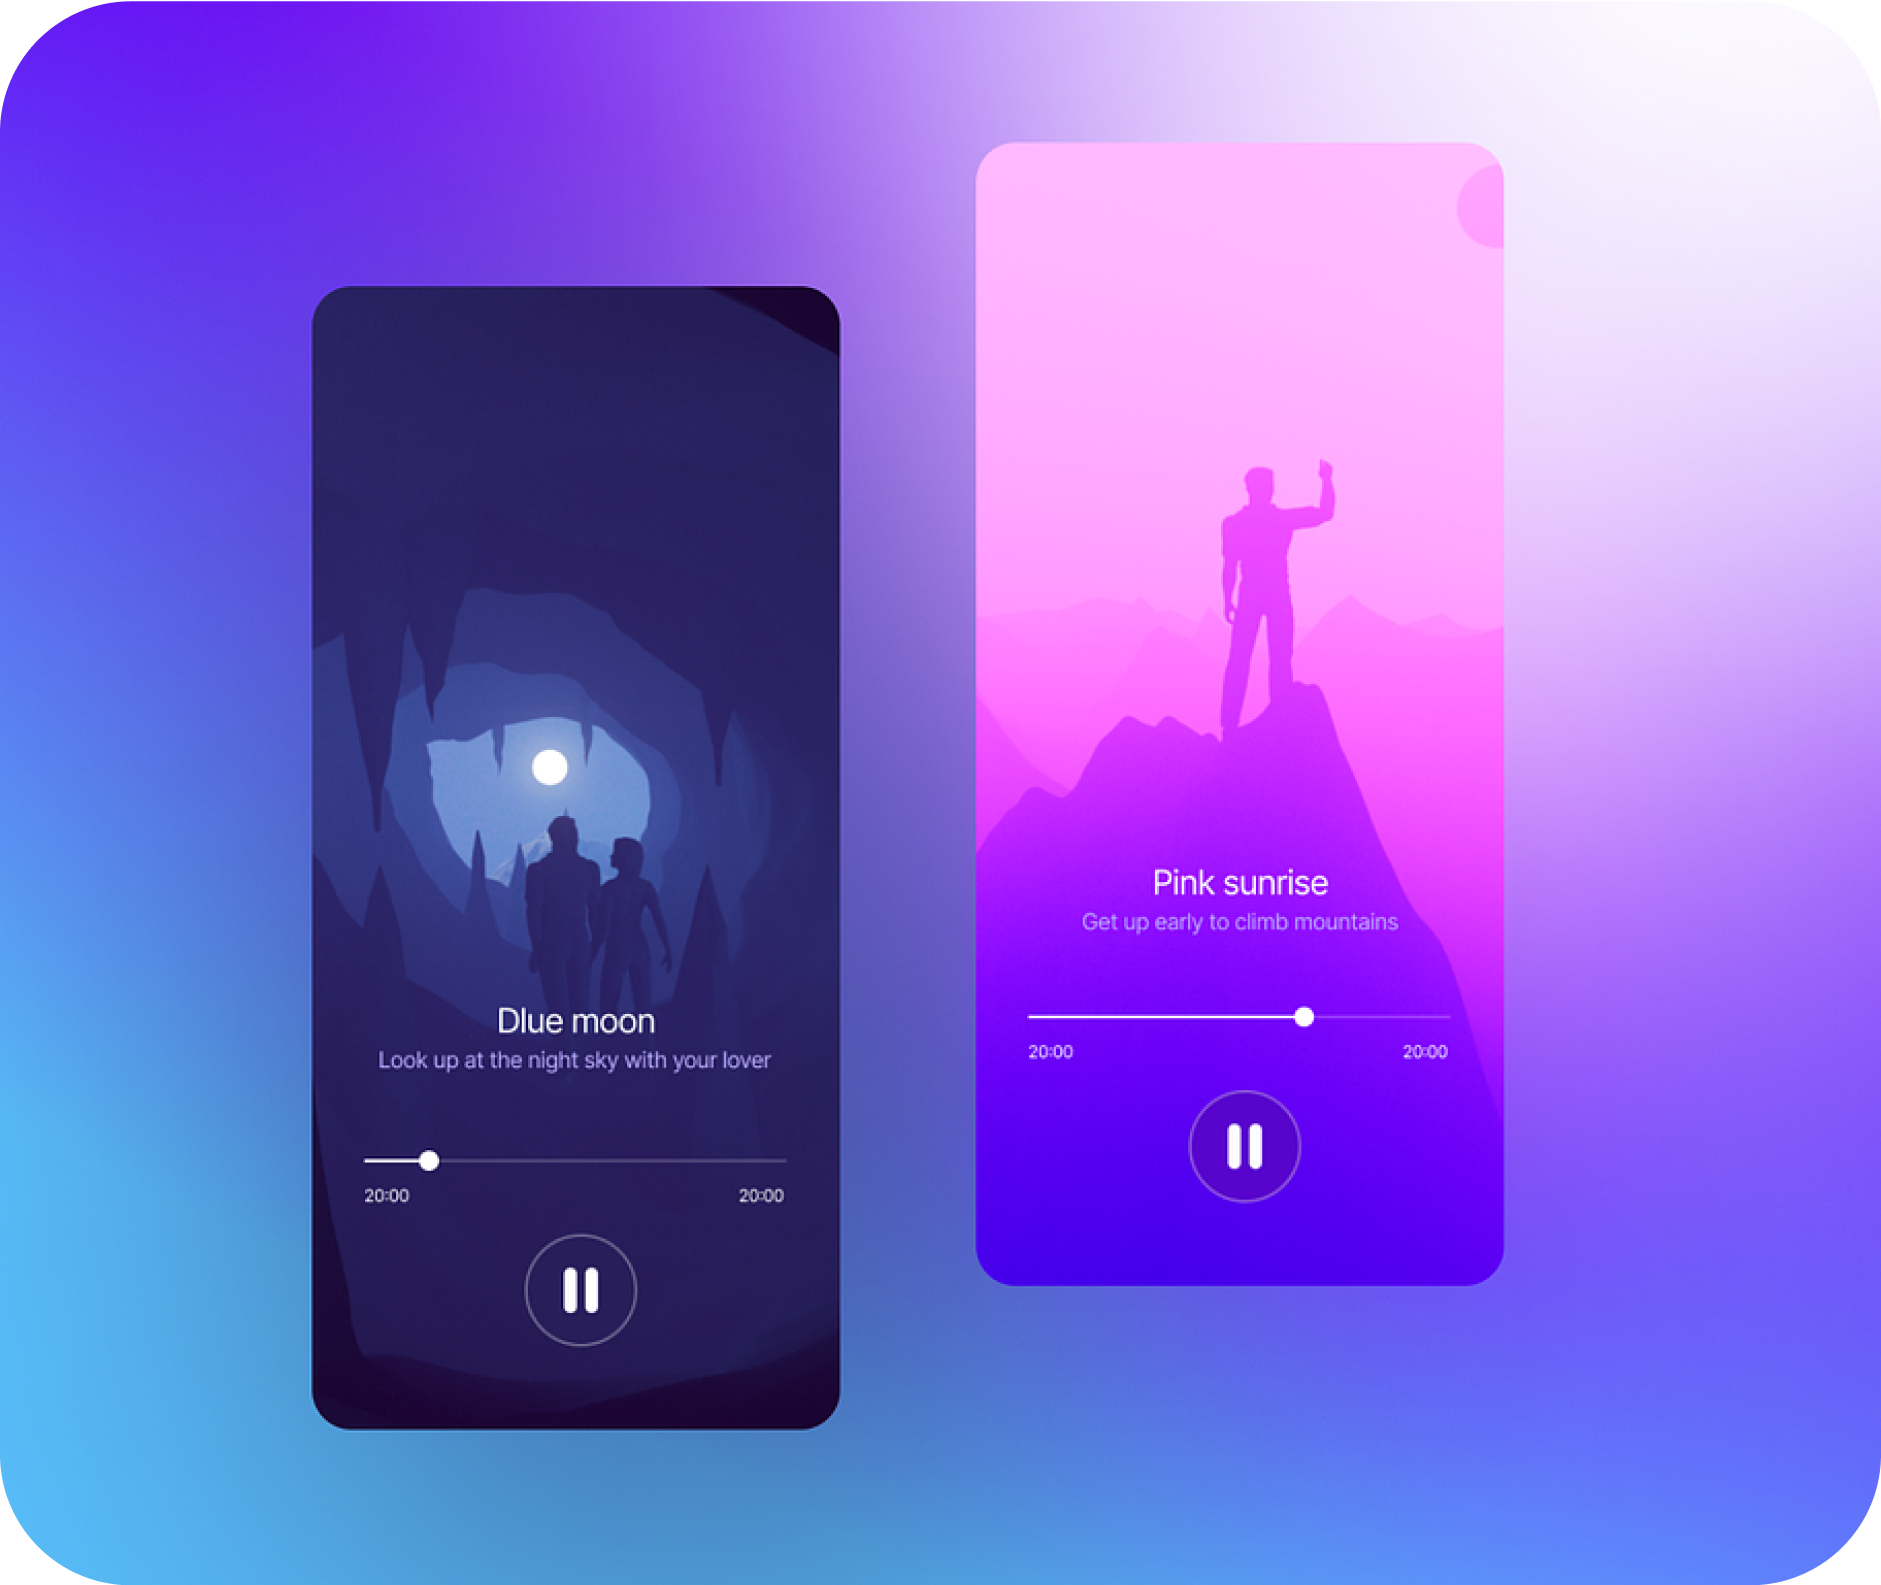 Dlue moon
Look up at the night sky with your lover
20:00
20:00
Pink sunrise
Get up early to climb mountains
20:00
20:00